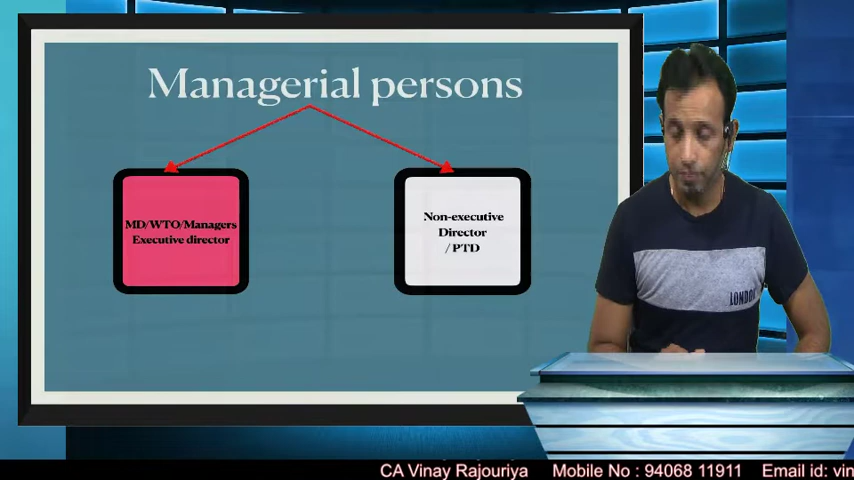 Managerial persons
MD/WTO/Managers
Executive director
Non-executive
Director
/ PTD
LONDON
CA Vinay Rajouriya Mobile No : 94068 11911 Email id: vin